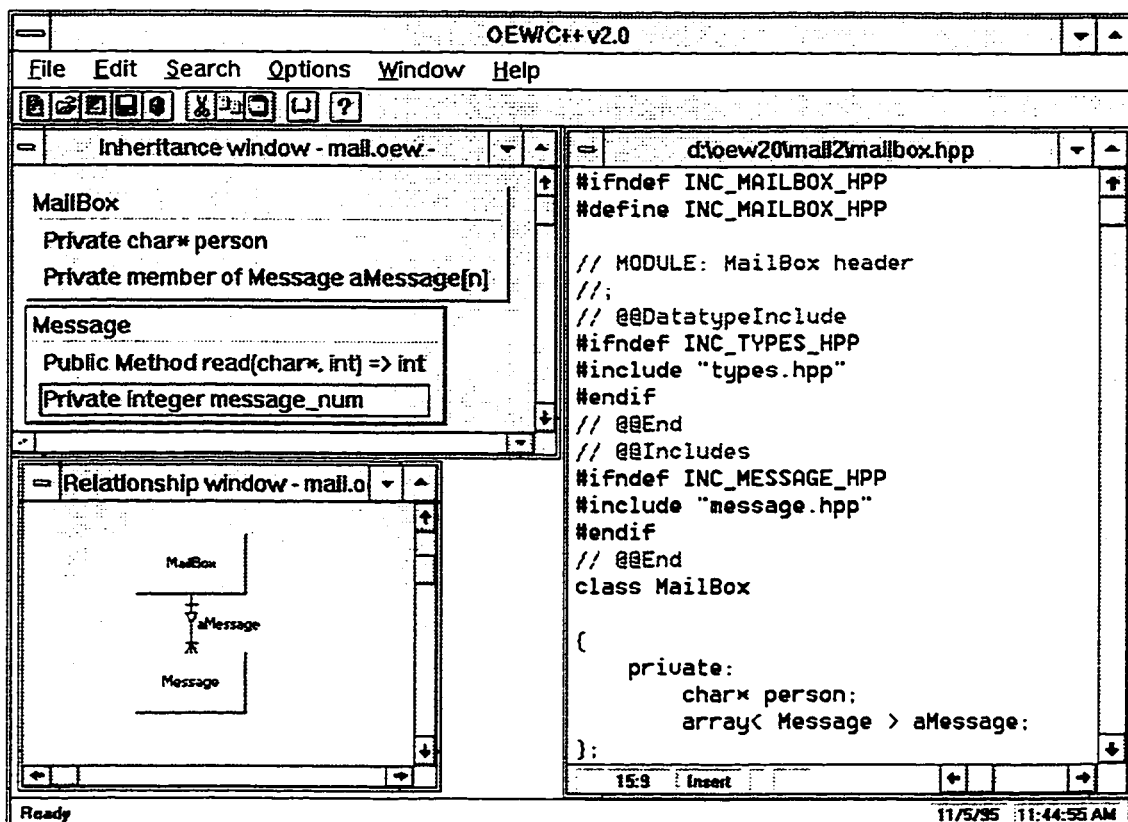 OEW/C++ v2.0
File Edit Search Options Window Help
Inheritance window - mail.oew -
MailBox
Private char* person
Private member of Message aMessage[n]
Message
Public Method read(char*, int) => int
Private integer message_num
Relationship window - mail.o
MailBox
aMessage
Message
d:\oew20\mail2\mailbox.hpp
#ifndef INC_MAILBOX_HPP
#define INC_MAILBOX_HPP
// MODULE: MailBox header
//;
// @@DatatypeInclude
#ifndef INC_TYPES_HPP
#include "types.hpp"
#endif
// @@End
// @@Includes
#ifndef INC_MESSAGE_HPP
#include "message.hpp"
#endif
// @@End
class MailBox
{
private:
char* person;
array< Message > aMessage;
};
15:9 Insert
Ready 11/5/95 11:44:55 AM